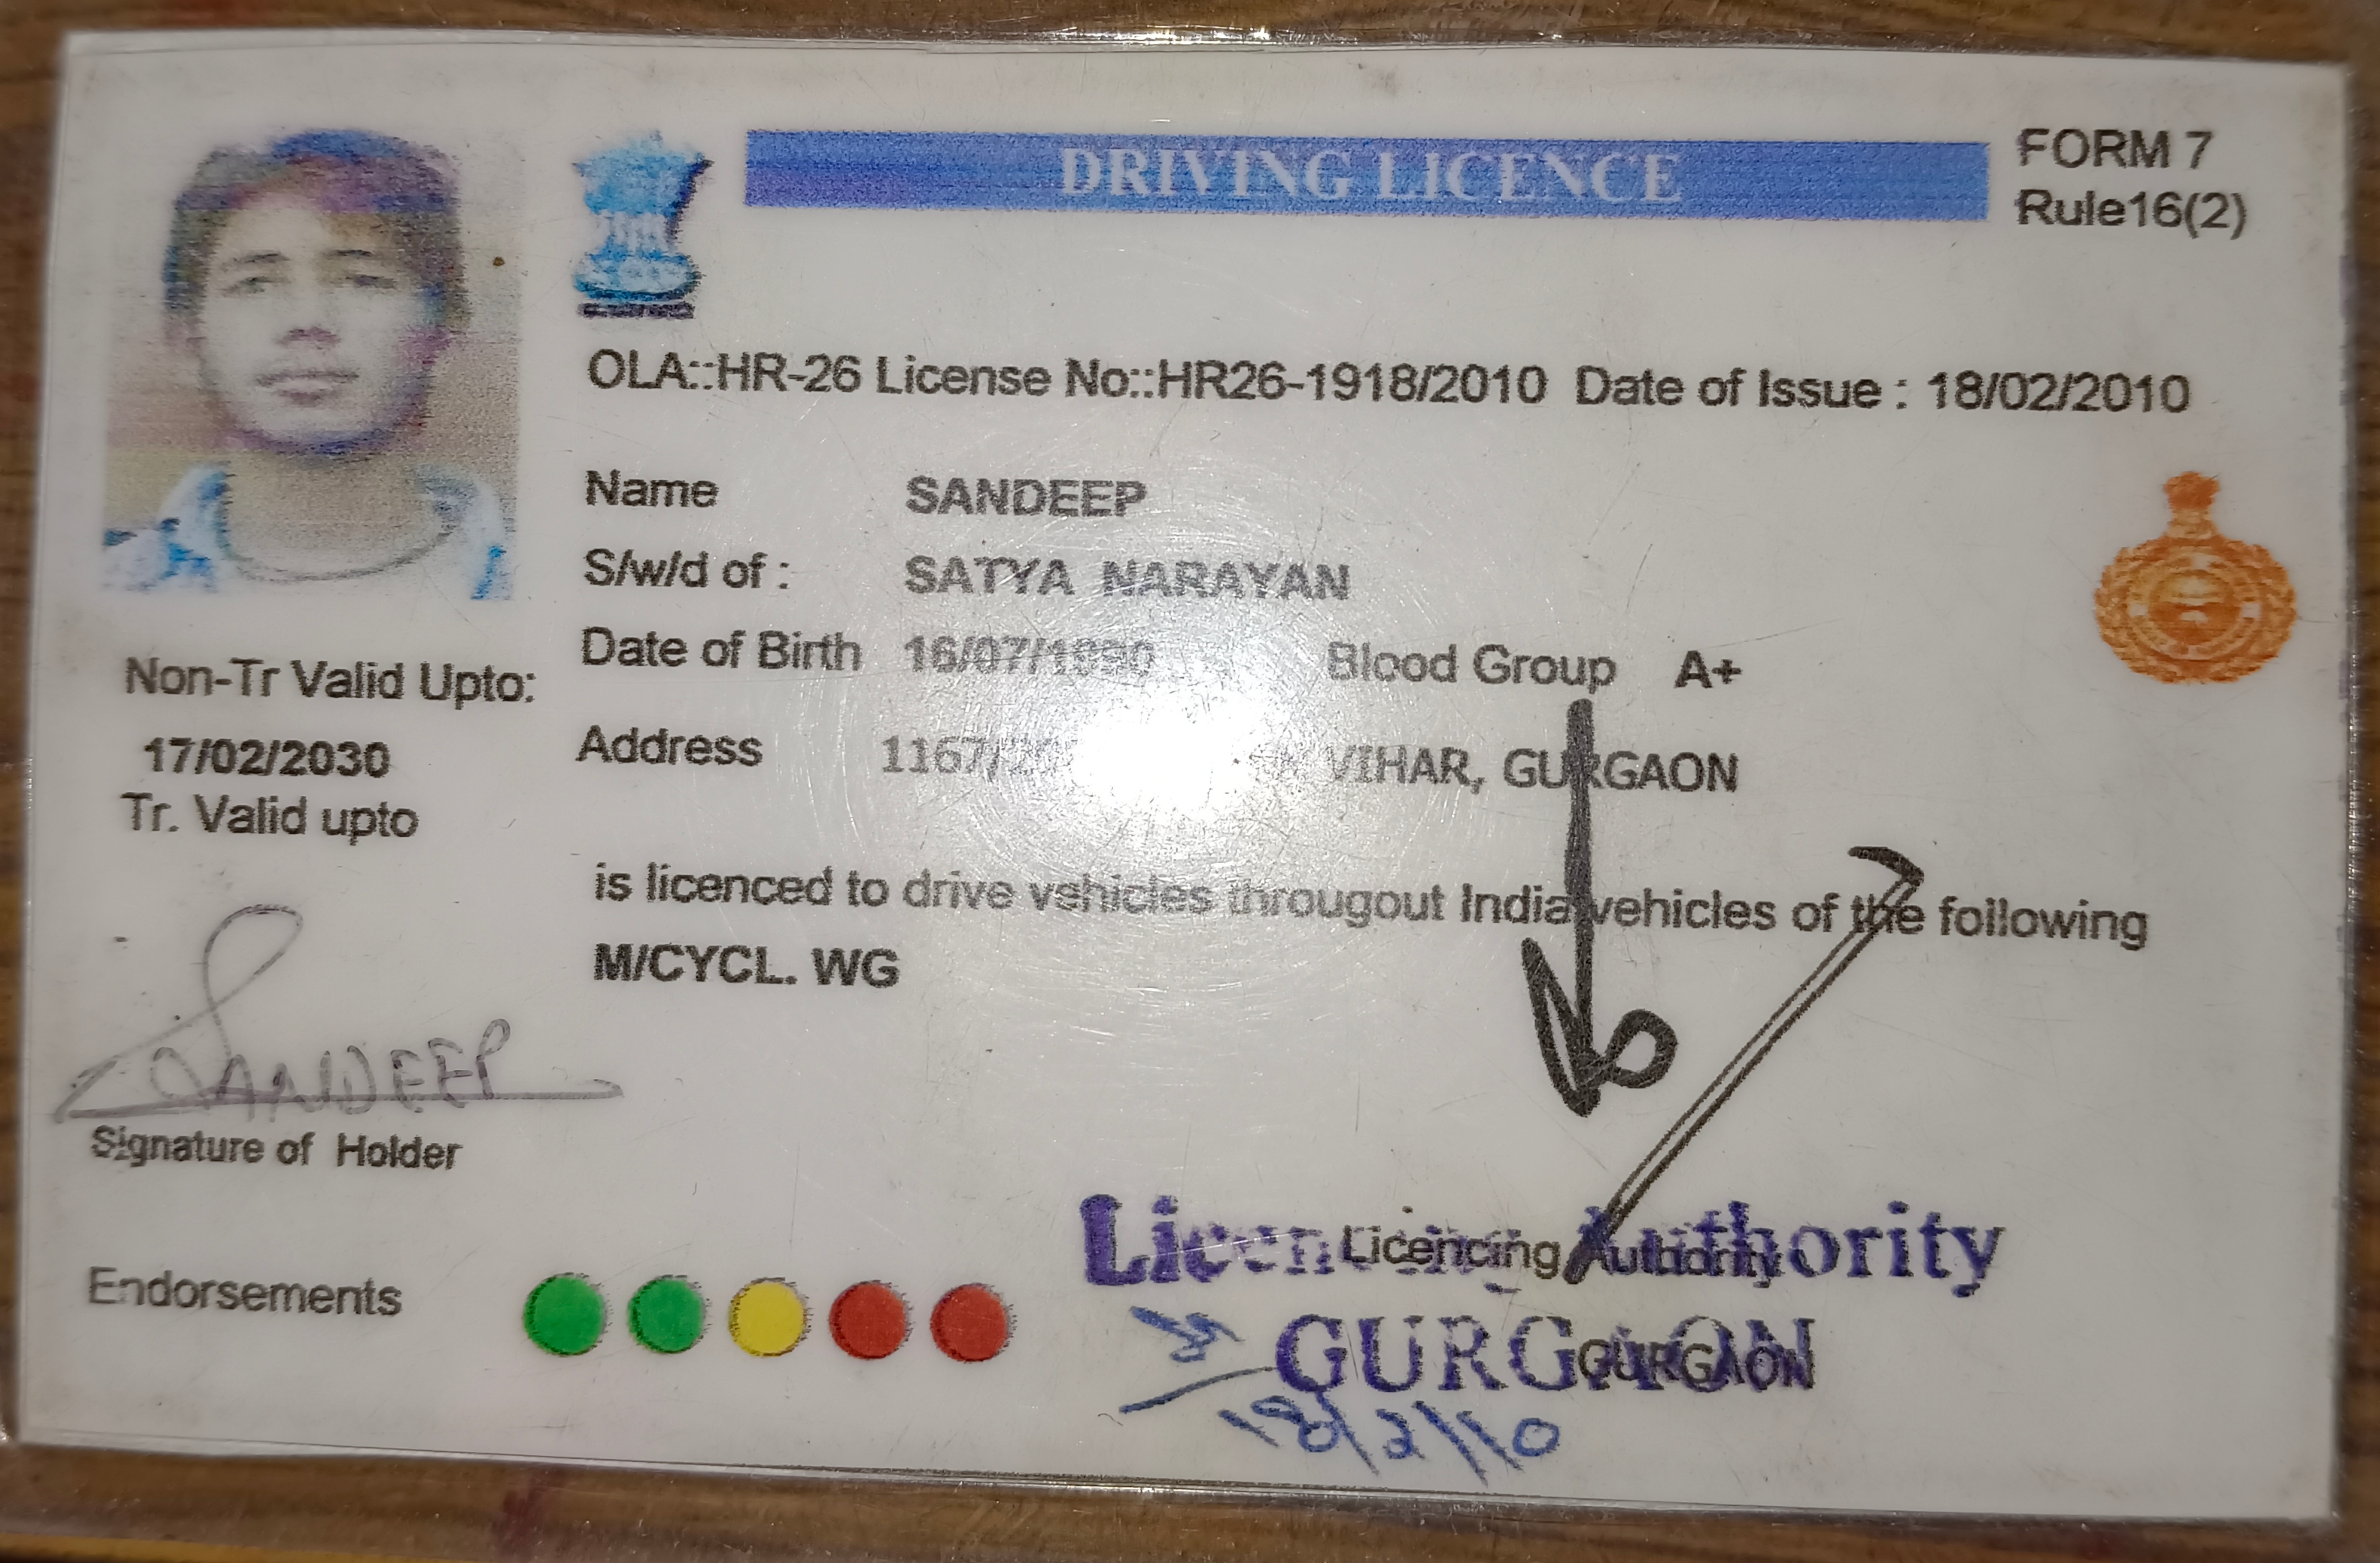 DRIVING LICENCE
FORM 7
Rule16(2)
OLA::HR-26 License No::HR26-1918/2010 Date of Issue : 18/02/2010
Name SANDEEP
S/w/d of : SATYA NARAYAN
Date of Birth 16/07/1990 Blood Group A+
Non-Tr Valid Upto:
17/02/2030
Tr. Valid upto
Address VIHAR, GURGAON
is licenced to drive vehicles througout India vehicles of the following
M/CYCL. WG
SANDEEP
Signature of Holder
Endorsements
Licencing Authority
Licencing Authority
GURGAON
GURGAON
18/2/10